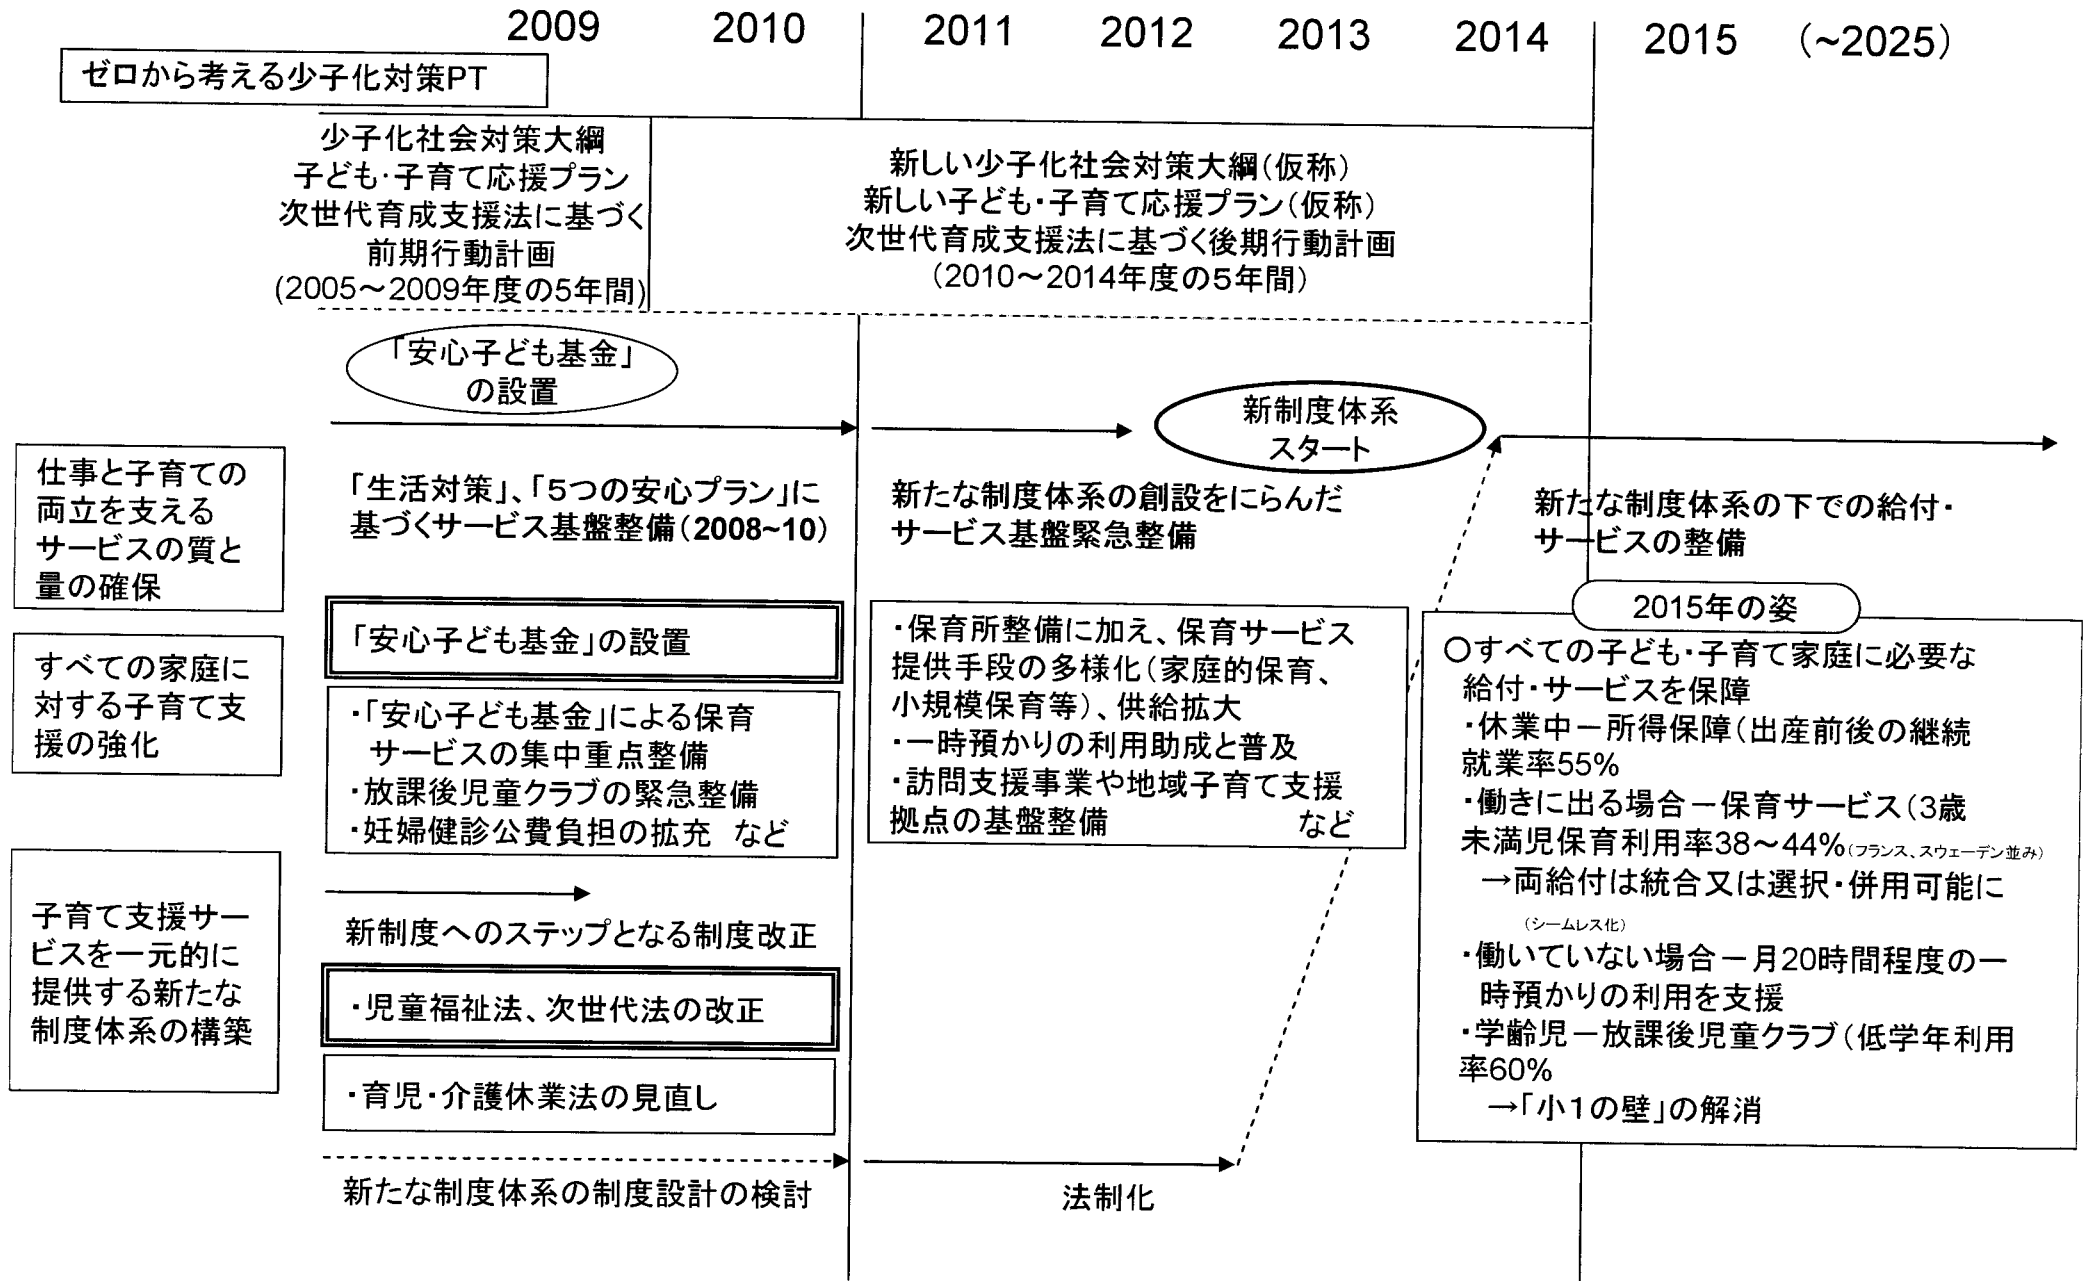 2009 2010 2011 2012 2013 2014 2015 (~2025)
ゼロから考える少子化対策PT
少子化社会対策大綱
子ども・子育て応援プラン
次世代育成支援法に基づく
前期行動計画
(2005～2009年度の5年間)
新しい少子化社会対策大綱(仮称)
新しい子ども・子育て応援プラン(仮称)
次世代育成支援法に基づく後期行動計画
(2010～2014年度の5年間)
「安心子ども基金」
の設置
新制度体系
スタート
仕事と子育ての
両立を支える
サービスの質と
量の確保
「生活対策」、「5つの安心プラン」に
基づくサービス基盤整備(2008~10)
新たな制度体系の創設をにらんだ
サービス基盤緊急整備
新たな制度体系の下での給付・
サービスの整備
すべての家庭に
対する子育て支
援の強化
「安心子ども基金」の設置
・「安心子ども基金」による保育
サービスの集中重点整備
・放課後児童クラブの緊急整備
・妊婦健診公費負担の拡充 など
・保育所整備に加え、保育サービス
提供手段の多様化(家庭的保育、
小規模保育等)、供給拡大
・一時預かりの利用助成と普及
・訪問支援事業や地域子育て支援
拠点の基盤整備 など
2015年の姿
○すべての子ども・子育て家庭に必要な
給付・サービスを保障
・休業中－所得保障(出産前後の継続
就業率55%
・働きに出る場合－保育サービス(3歳
未満児保育利用率38～44%(フランス、スウェーデン並み)
→両給付は統合又は選択・併用可能に
(シームレス化)
・働いていない場合－月20時間程度の一
時預かりの利用を支援
・学齢児－放課後児童クラブ(低学年利用
率60%
→「小1の壁」の解消
子育て支援サー
ビスを一元的に
提供する新たな
制度体系の構築
新制度へのステップとなる制度改正
・児童福祉法、次世代法の改正
・育児・介護休業法の見直し
新たな制度体系の制度設計の検討
法制化